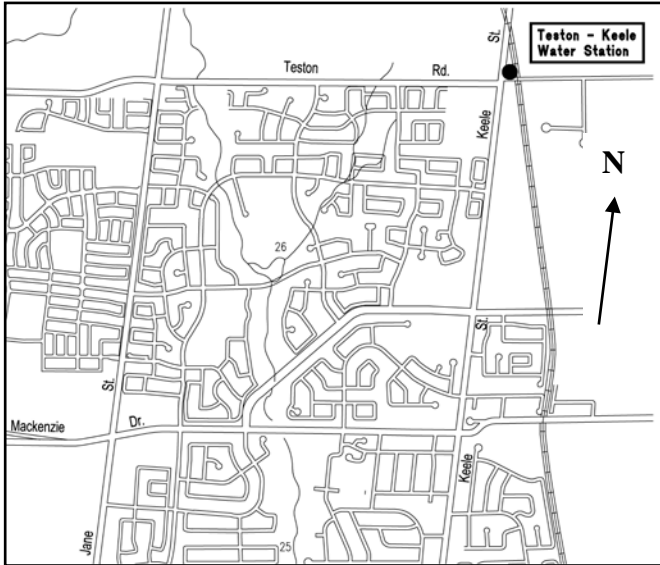 St.
Teston - Keele
Water Station
Teston Rd.
Keele
N
26
St.
St.
Mackenzie Dr.
Keele
Jane
25